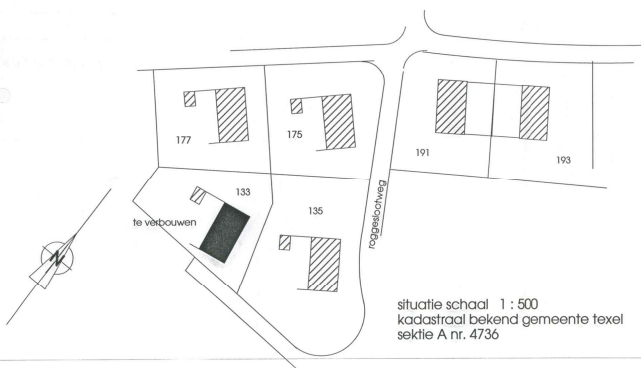 177
175
191
193
133
135
te verbouwen
roggeslootweg
N
situatie schaal 1 : 500
kadastraal bekend gemeente texel
sektie A nr. 4736